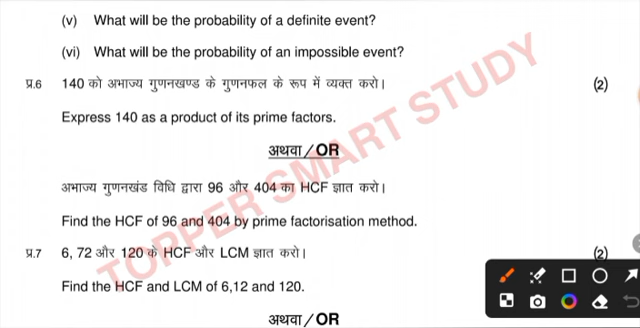 (v) What will be the probability of a definite event?
(vi) What will be the probability of an impossible event?
प्र.6 140 को अभाज्य गुणनखण्ड के गुणनफल के रूप में व्यक्त करो। (2)
Express 140 as a product of its prime factors.
अथवा/OR
अभाज्य गुणनखंड विधि द्वारा 96 और 404 का HCF ज्ञात करो।
Find the HCF of 96 and 404 by prime factorisation method.
प्र.7 6, 72 और 120 के HCF और LCM ज्ञात करो। (2)
Find the HCF and LCM of 6,12 and 120.
अथवा/OR
TOPPER SMART STUDY